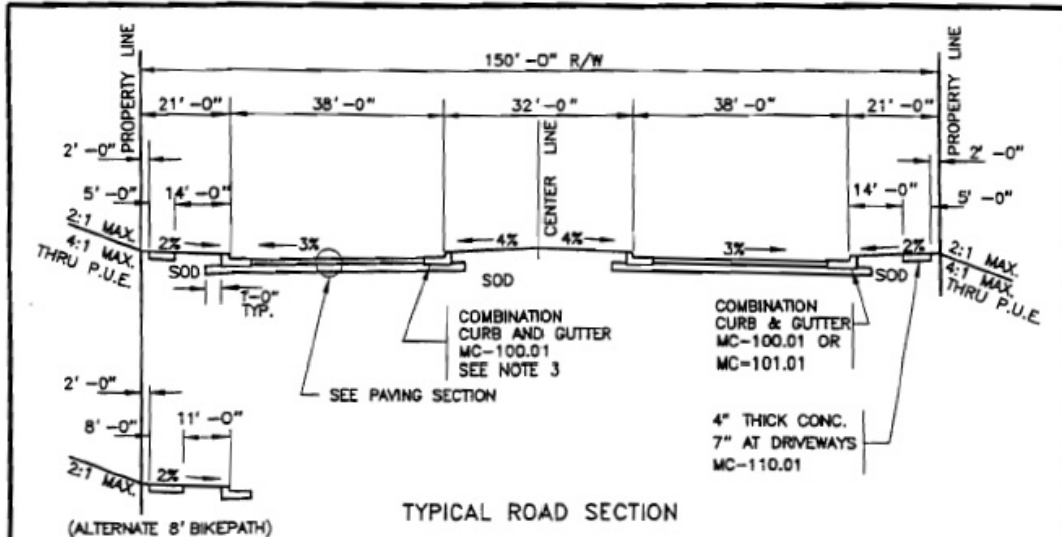 PROPERTY LINE
150'-0" R/W
PROPERTY LINE
21'-0"
38'-0"
32'-0"
38'-0"
21'-0"
CENTER LINE
2'-0"
5'-0"
14'-0"
2'-0"
14'-0"
5'-0"
2:1 MAX.
4:1 MAX.
THRU P.U.E.
2%
3%
4%
4%
3%
2%
2:1 MAX.
4:1 MAX.
THRU P.U.E.
SOD
SOD
SOD
1'-0"
TYP.
COMBINATION
CURB AND GUTTER
MC-100.01
SEE NOTE 3
COMBINATION
CURB & GUTTER
MC-100.01 OR
MC=101.01
SEE PAVING SECTION
4" THICK CONC.
7" AT DRIVEWAYS
MC-110.01
2'-0"
8'-0"
11'-0"
2:1 MAX.
2%
(ALTERNATE 8' BIKEPATH)
TYPICAL ROAD SECTION